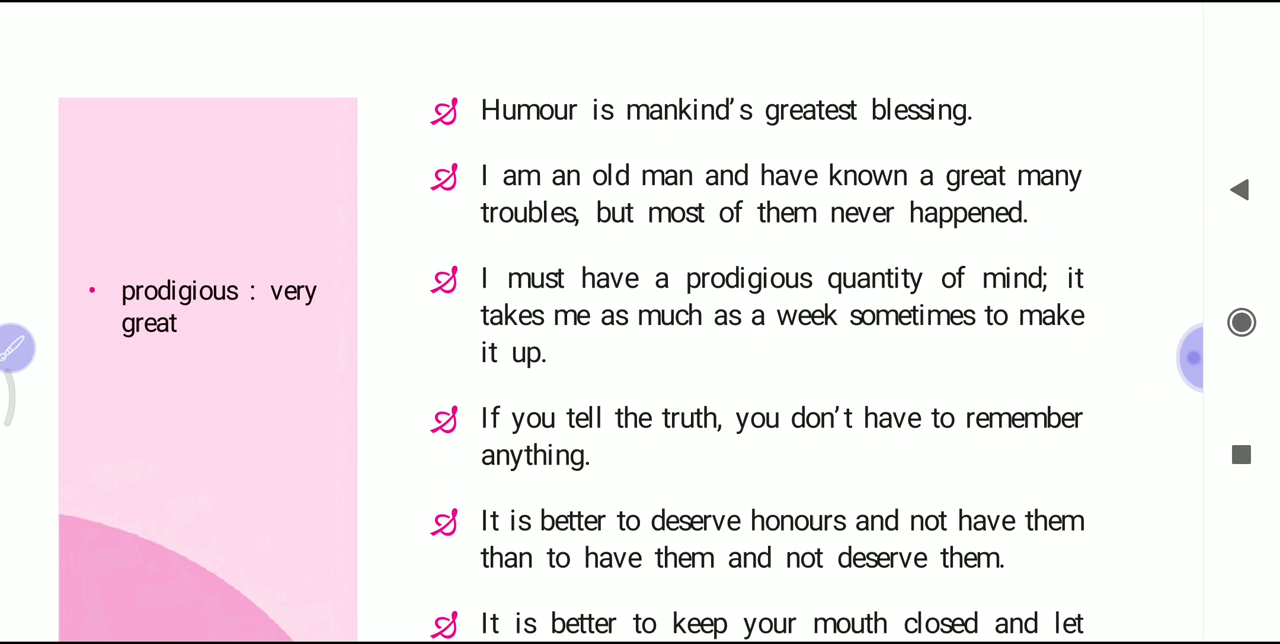 Humour is mankind's greatest blessing.
I am an old man and have known a great many
troubles, but most of them never happened.
• prodigious : very
great
I must have a prodigious quantity of mind; it
takes me as much as a week sometimes to make
it up.
If you tell the truth, you don't have to remember
anything.
It is better to deserve honours and not have them
than to have them and not deserve them.
It is better to keep your mouth closed and let